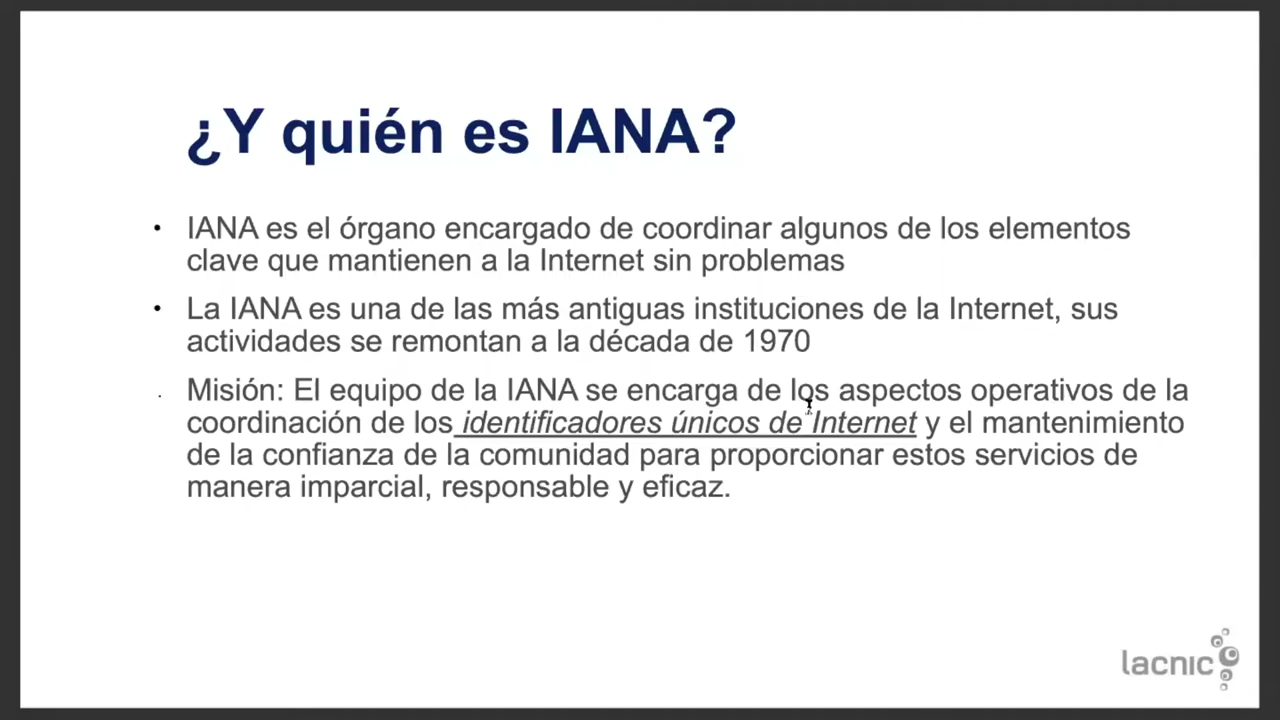 ¿Y quién es IANA?
• IANA es el órgano encargado de coordinar algunos de los elementos
clave que mantienen a la Internet sin problemas
• La IANA es una de las más antiguas instituciones de la Internet, sus
actividades se remontan a la década de 1970
• Misión: El equipo de la IANA se encarga de los aspectos operativos de la
coordinación de los identificadores únicos de Internet y el mantenimiento
de la confianza de la comunidad para proporcionar estos servicios de
manera imparcial, responsable y eficaz.
lacnic